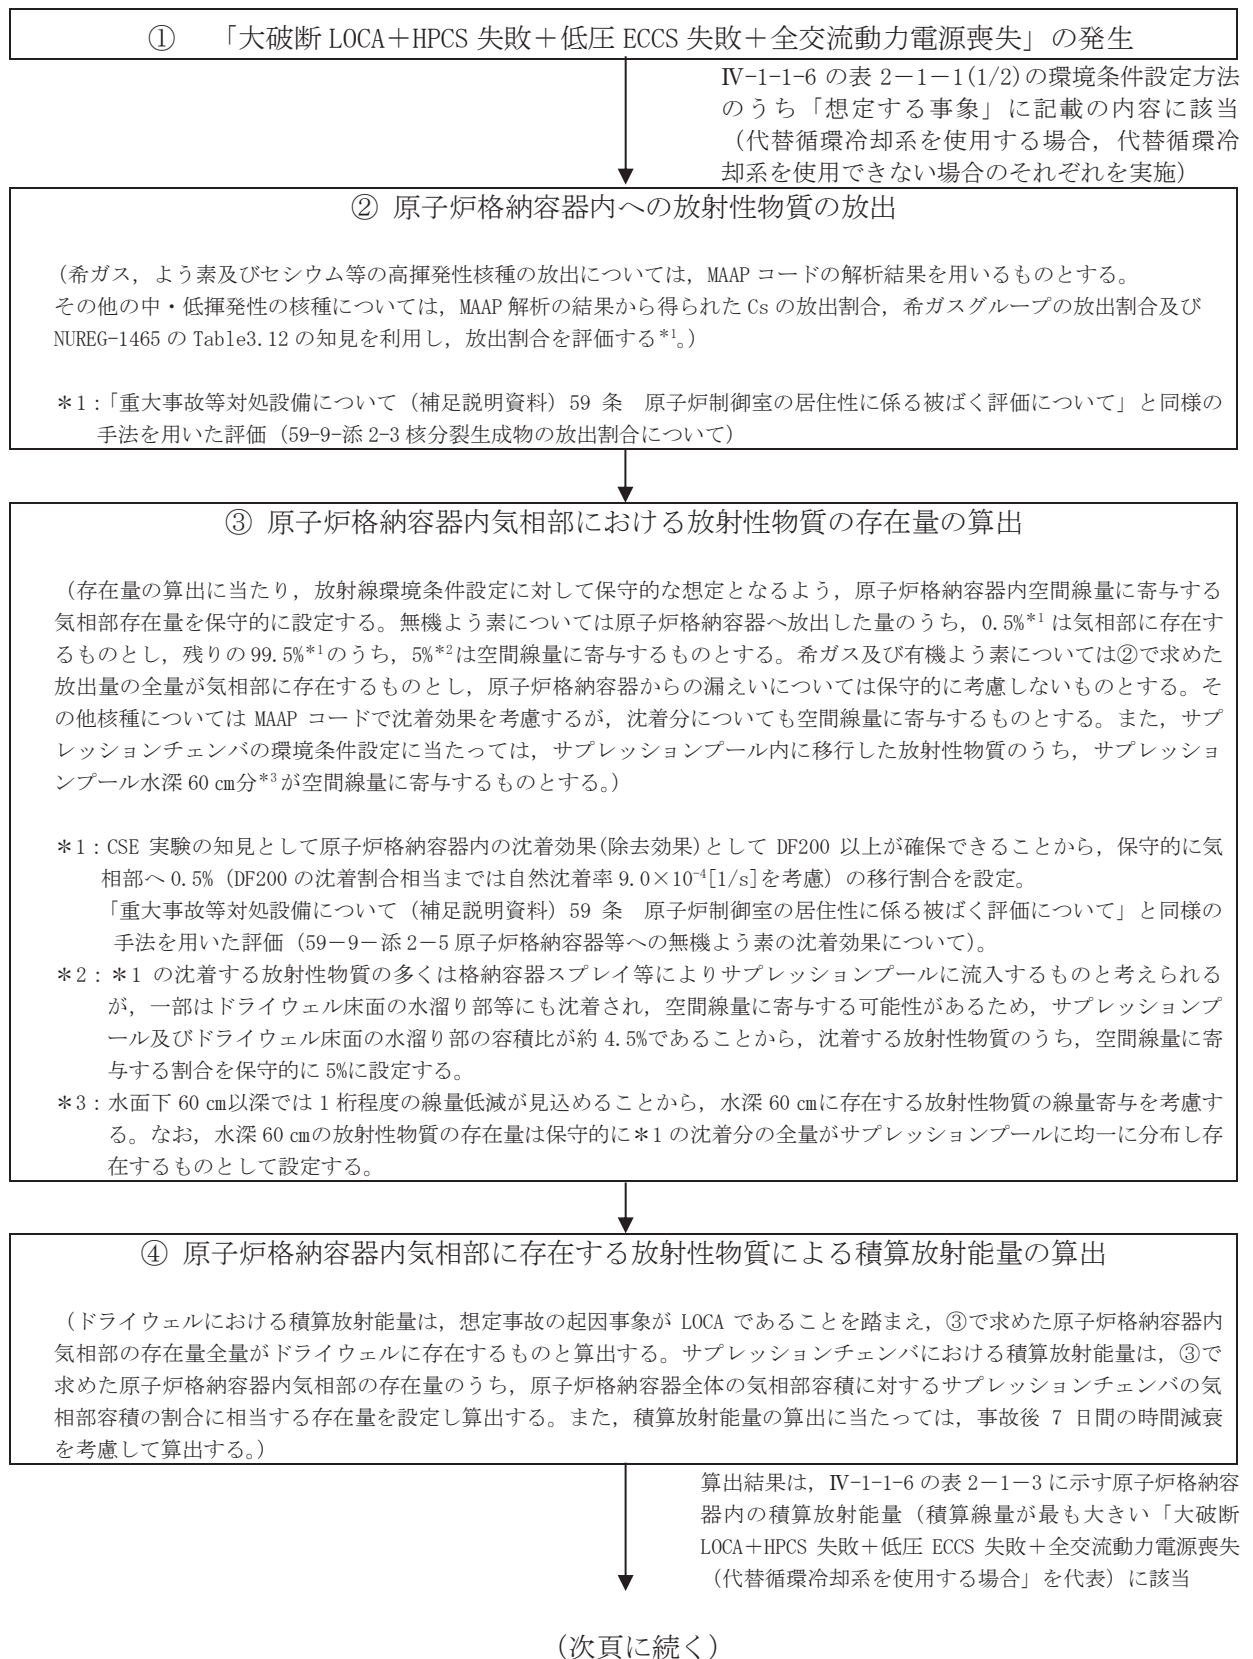 ① 「大破断 LOCA＋HPCS 失敗＋低圧 ECCS 失敗＋全交流動力電源喪失」の発生
Ⅳ-1-1-6 の表 2－1－1(1/2)の環境条件設定方法
のうち「想定する事象」に記載の内容に該当
（代替循環冷却系を使用する場合，代替循環冷
却系を使用できない場合のそれぞれを実施）
② 原子炉格納容器内への放射性物質の放出
（希ガス，よう素及びセシウム等の高揮発性核種の放出については，MAAP コードの解析結果を用いるものとする。
その他の中・低揮発性の核種については，MAAP 解析の結果から得られた Cs の放出割合，希ガスグループの放出割合及び
NUREG-1465 の Table3.12 の知見を利用し，放出割合を評価する*1。）
＊1：「重大事故等対処設備について（補足説明資料）59 条　原子炉制御室の居住性に係る被ばく評価について」と同様の
手法を用いた評価（59-9-添 2-3 核分裂生成物の放出割合について）
③ 原子炉格納容器内気相部における放射性物質の存在量の算出
（存在量の算出に当たり，放射線環境条件設定に対して保守的な想定となるよう，原子炉格納容器内空間線量に寄与する
気相部存在量を保守的に設定する。無機よう素については原子炉格納容器へ放出した量のうち，0.5%*1 は気相部に存在す
るものとし，残りの 99.5%*1のうち，5%*2は空間線量に寄与するものとする。希ガス及び有機よう素については②で求めた
放出量の全量が気相部に存在するものとし，原子炉格納容器からの漏えいについては保守的に考慮しないものとする。そ
の他核種については MAAP コードで沈着効果を考慮するが，沈着分についても空間線量に寄与するものとする。また，サプ
レッションチェンバの環境条件設定に当たっては，サプレッションプール内に移行した放射性物質のうち，サプレッショ
ンプール水深 60 ㎝分*3が空間線量に寄与するものとする。）
＊1：CSE 実験の知見として原子炉格納容器内の沈着効果(除去効果)として DF200 以上が確保できることから，保守的に気
相部へ 0.5%（DF200 の沈着割合相当までは自然沈着率 9.0×10-4[1/s]を考慮）の移行割合を設定。
「重大事故等対処設備について（補足説明資料）59 条　原子炉制御室の居住性に係る被ばく評価について」と同様の
手法を用いた評価（59－9－添 2－5 原子炉格納容器等への無機よう素の沈着効果について）。
＊2：＊1 の沈着する放射性物質の多くは格納容器スプレイ等によりサプレッションプールに流入するものと考えられる
が，一部はドライウェル床面の水溜り部等にも沈着され，空間線量に寄与する可能性があるため，サプレッションプ
ール及びドライウェル床面の水溜り部の容積比が約 4.5%であることから，沈着する放射性物質のうち，空間線量に寄
与する割合を保守的に 5%に設定する。
＊3：水面下 60 ㎝以深では 1 桁程度の線量低減が見込めることから，水深 60 ㎝に存在する放射性物質の線量寄与を考慮す
る。なお，水深 60 ㎝の放射性物質の存在量は保守的に＊1 の沈着分の全量がサプレッションプールに均一に分布し存
在するものとして設定する。
④ 原子炉格納容器内気相部に存在する放射性物質による積算放射能量の算出
（ドライウェルにおける積算放射能量は，想定事故の起因事象が LOCA であることを踏まえ，③で求めた原子炉格納容器内
気相部の存在量全量がドライウェルに存在するものと算出する。サプレッションチェンバにおける積算放射能量は，③で
求めた原子炉格納容器内気相部の存在量のうち，原子炉格納容器全体の気相部容積に対するサプレッションチェンバの気
相部容積の割合に相当する存在量を設定し算出する。また，積算放射能量の算出に当たっては，事故後 7 日間の時間減衰
を考慮して算出する。）
算出結果は，Ⅳ-1-1-6 の表 2－1－3 に示す原子炉格納容
器内の積算放射能量（積算線量が最も大きい「大破断
LOCA＋HPCS 失敗＋低圧 ECCS 失敗＋全交流動力電源喪失
（代替循環冷却系を使用する場合」を代表）に該当
（次頁に続く）